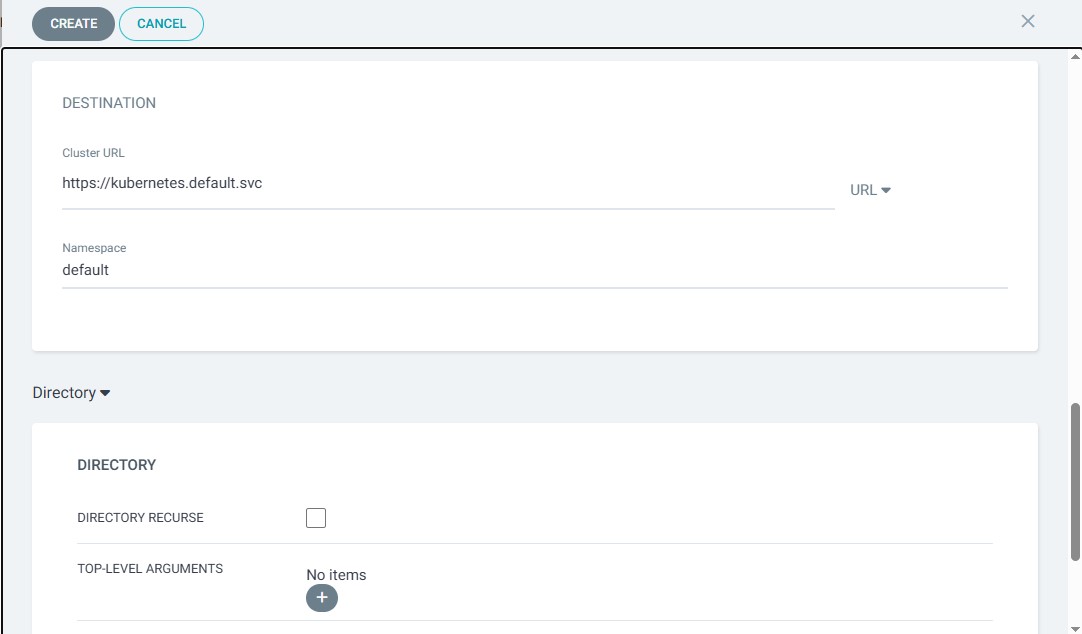 CREATE CANCEL
DESTINATION
Cluster URL
https://kubernetes.default.svc
URL
Namespace
default
Directory
DIRECTORY
DIRECTORY RECURSE
TOP-LEVEL ARGUMENTS
No items
+